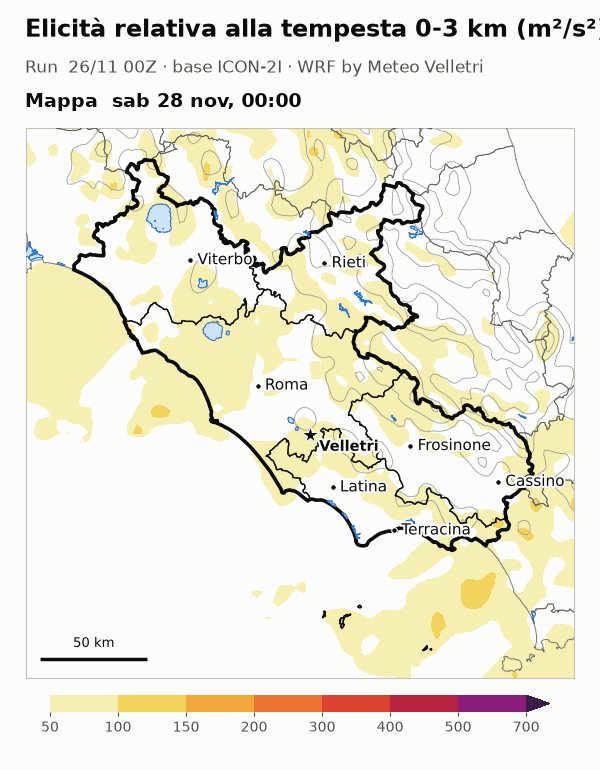 Elicità relativa alla tempesta 0-3 km (m²/s²)
Run 26/11 00Z · base ICON-2I · WRF by Meteo Velletri
Mappa sab 28 nov, 00:00
Viterbo
Rieti
Roma
Velletri
Frosinone
Cassino
Latina
Terracina
50 km
50 100 150 200 300 400 500 700